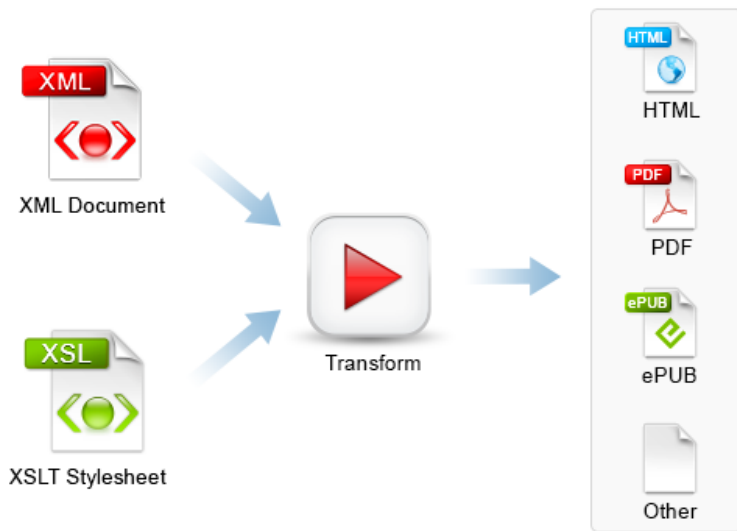 XML
XML Document
XSL
XSLT Stylesheet
Transform
HTML
HTML
PDF
PDF
ePUB
ePUB
Other